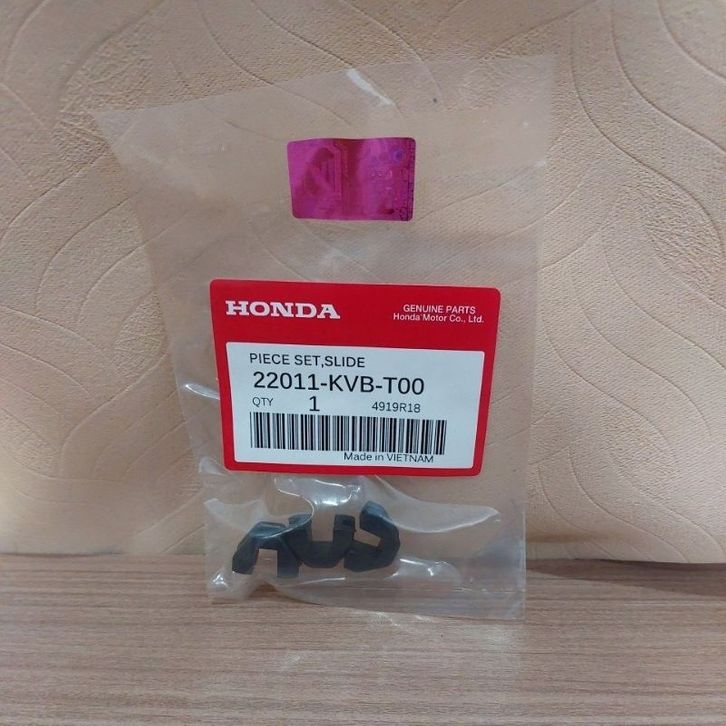 HONDA
GENUINE PARTS
Honda Motor Co., Ltd.
PIECE SET,SLIDE
22011-KVB-T00
QTY 1 4919R18
Made in VIETNAM